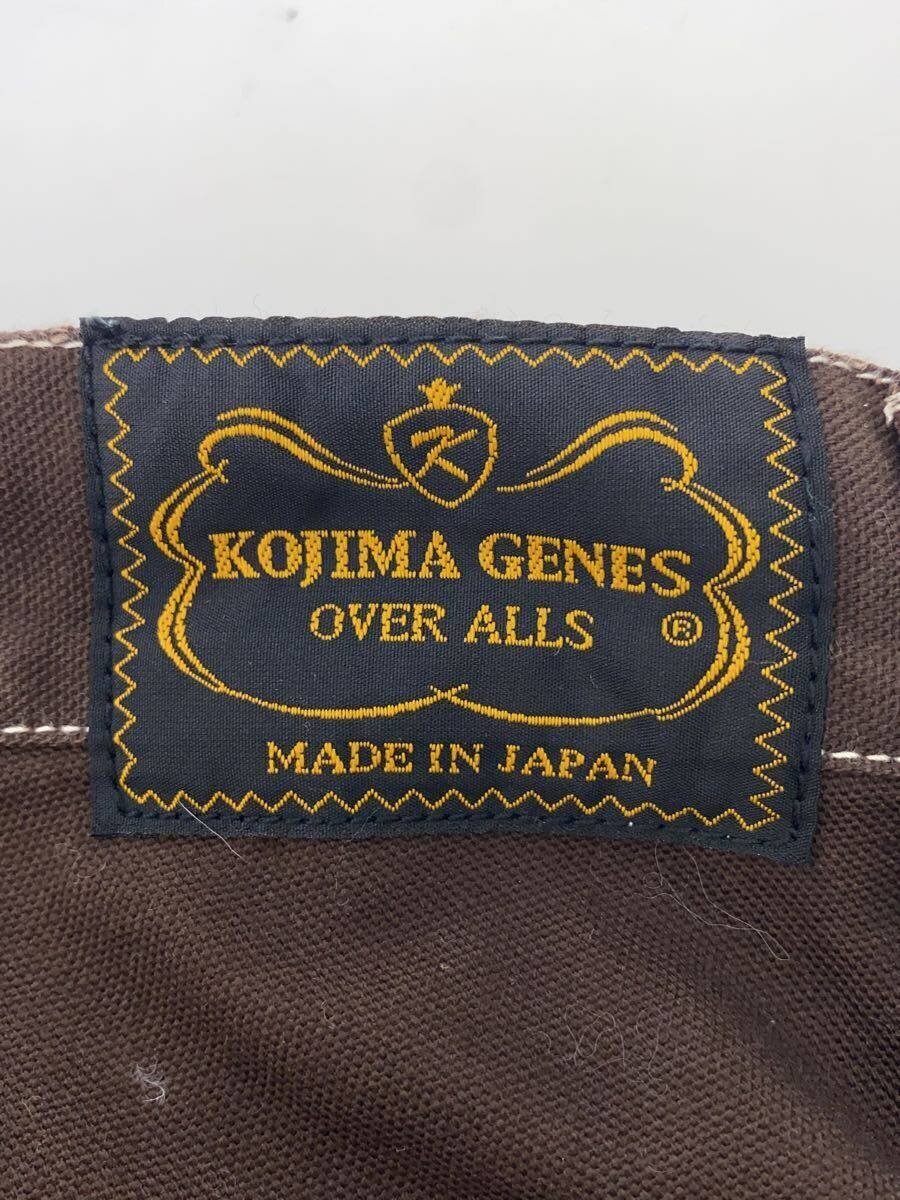 K
KOJIMA GENES
OVER ALLS ®
MADE IN JAPAN